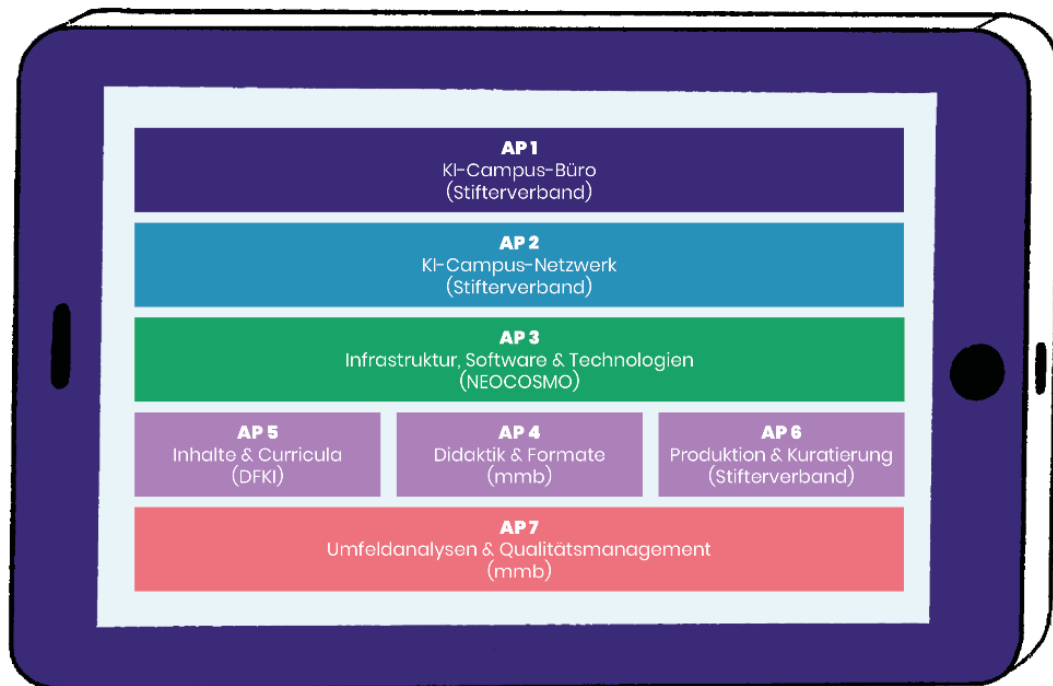 AP 1
KI-Campus-Büro
(Stifterverband)
AP 2
KI-Campus-Netzwerk
(Stifterverband)
AP 3
Infrastruktur, Software & Technologien
(NEOCOSMO)
AP 5
Inhalte & Curricula
(DFKI)
AP 4
Didaktik & Formate
(mmb)
AP 6
Produktion & Kuratierung
(Stifterverband)
AP 7
Umfeldanalysen & Qualitätsmanagement
(mmb)